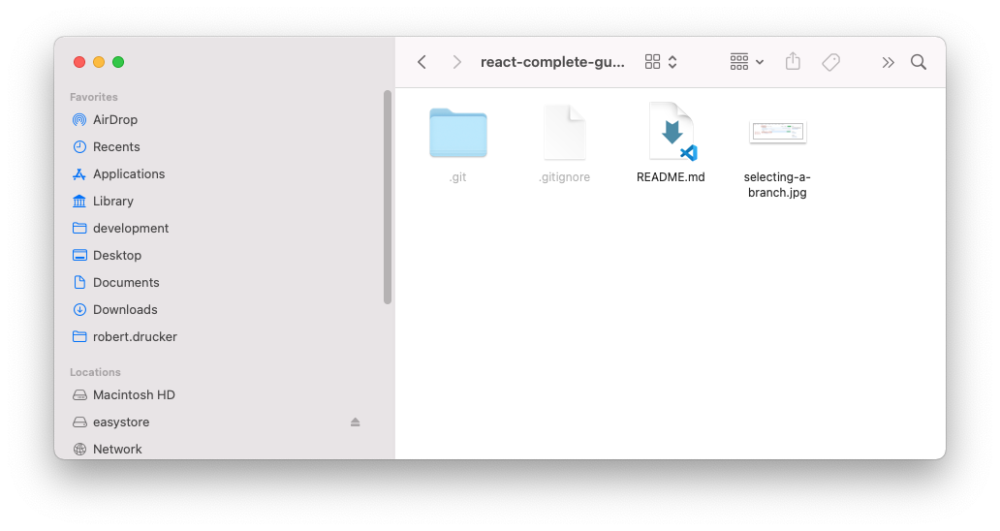 react-complete-gu...
Favorites
AirDrop
Recents
Applications
Library
development
Desktop
Documents
Downloads
robert.drucker
Locations
Macintosh HD
easystore
Network
.git
.gitignore
README.md
selecting-a-
branch.jpg